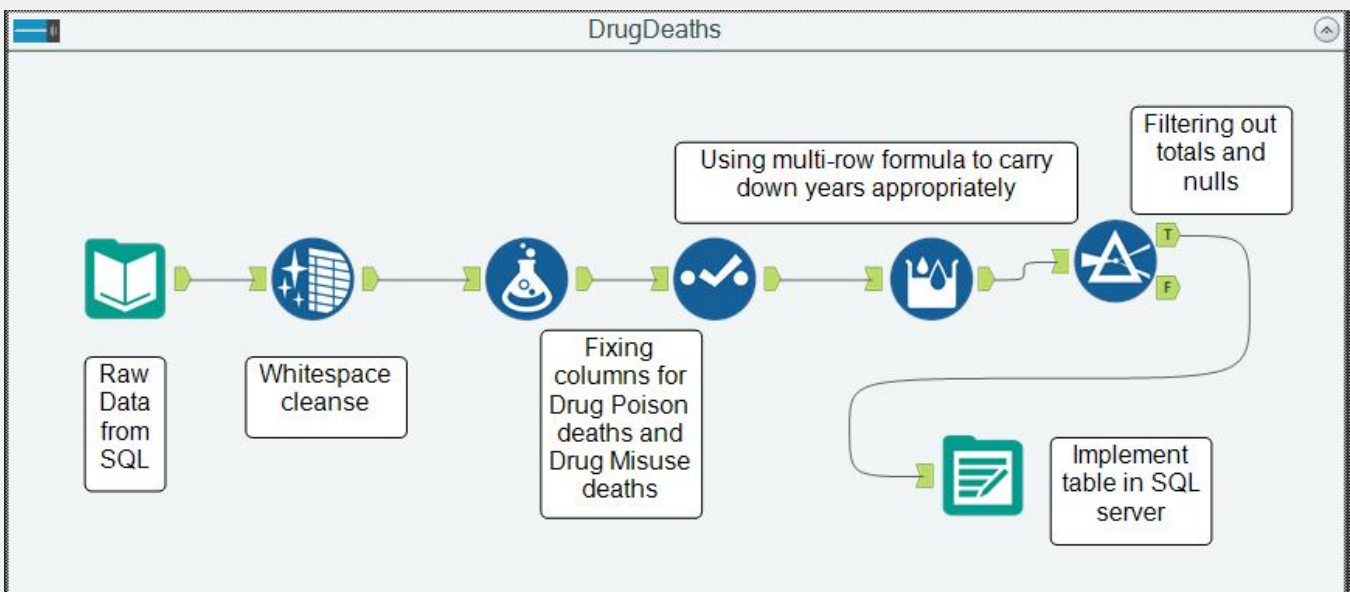 DrugDeaths
Filtering out
totals and
nulls
Using multi-row formula to carry
down years appropriately
T
F
Raw
Data
from
SQL
Whitespace
cleanse
Fixing
columns for
Drug Poison
deaths and
Drug Misuse
deaths
Implement
table in SQL
server